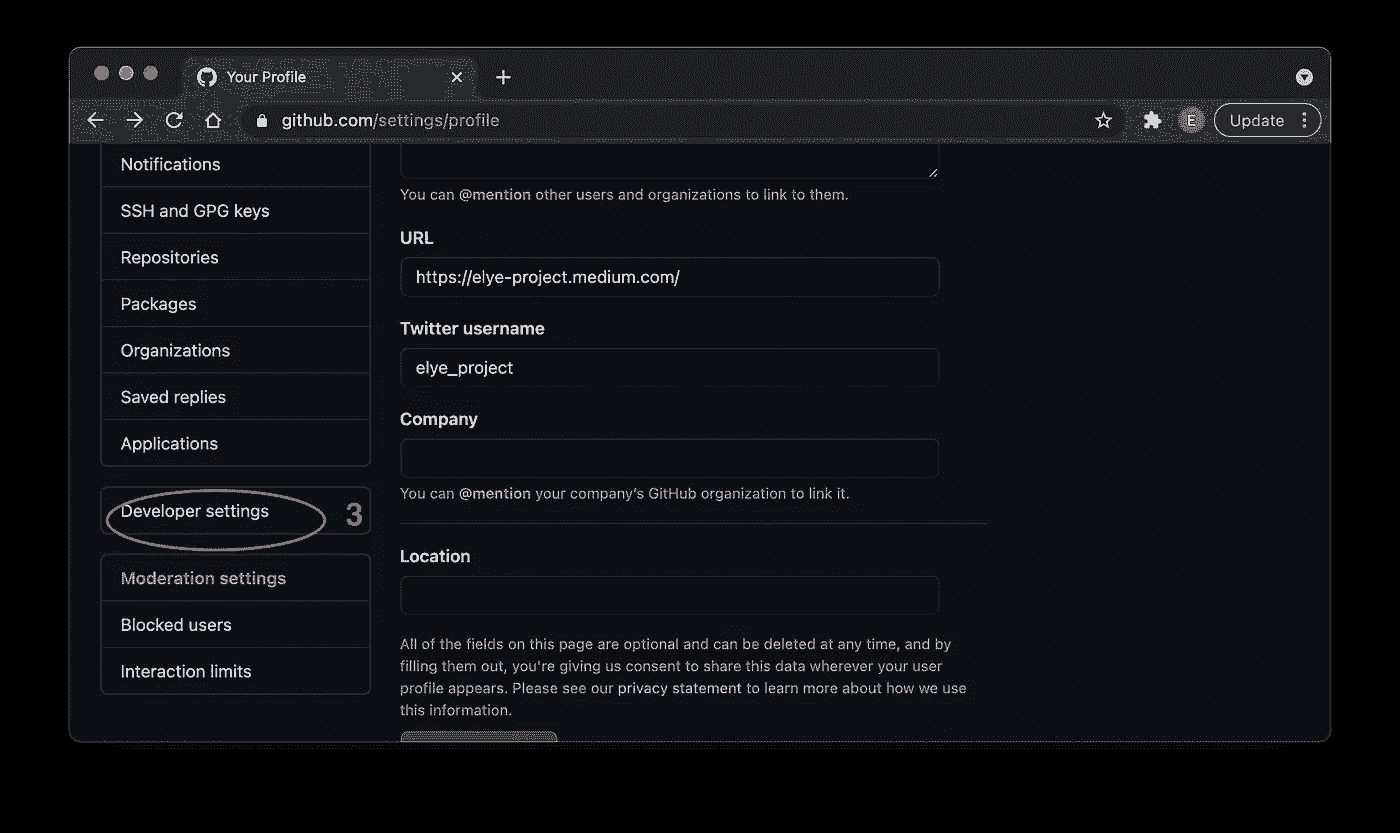 Your Profile
github.com/settings/profile
E
Update
Notifications
SSH and GPG keys
Repositories
Packages
Organizations
Saved replies
Applications
Developer settings
3
Moderation settings
Blocked users
Interaction limits
You can @mention other users and organizations to link to them.
URL
https://elye-project.medium.com/
Twitter username
elye_project
Company
You can @mention your company's GitHub organization to link it.
Location
All of the fields on this page are optional and can be deleted at any time, and by
filling them out, you're giving us consent to share this data wherever your user
profile appears. Please see our privacy statement to learn more about how we use
this information.